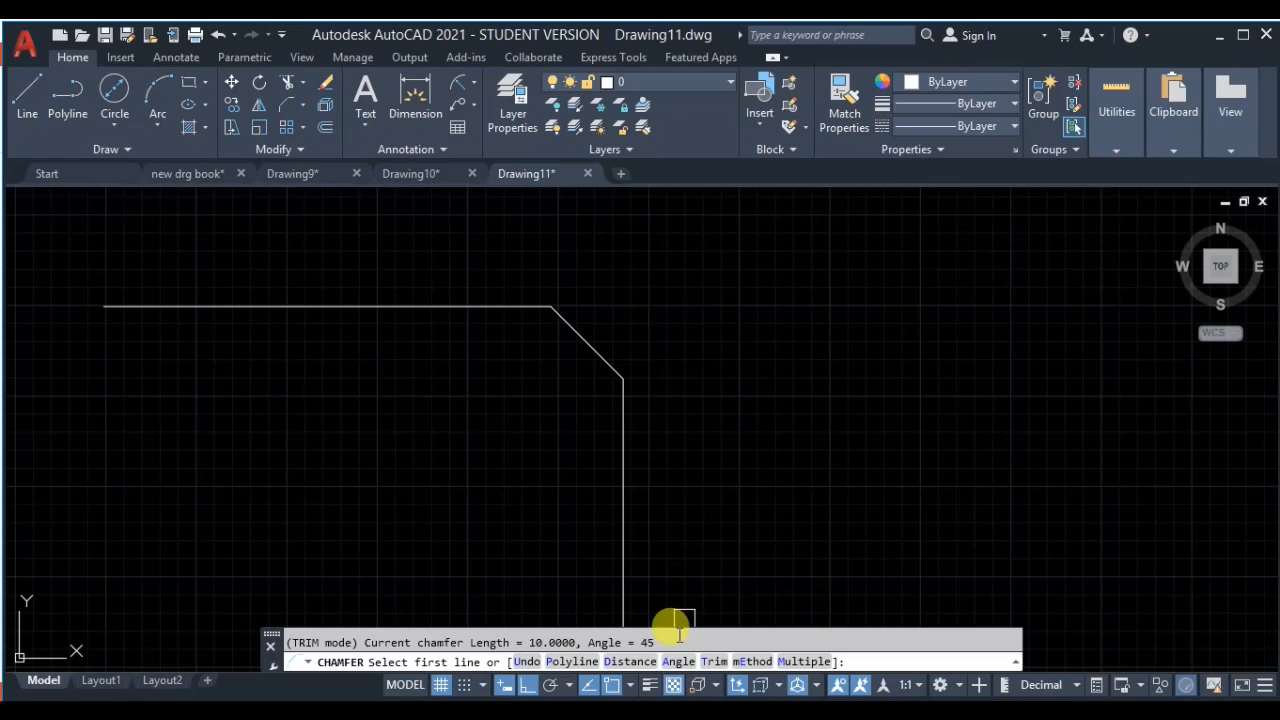 Autodesk AutoCAD 2021 - STUDENT VERSION Drawing11.dwg
Type a keyword or phrase
Sign In
Home Insert Annotate Parametric View Manage Output Add-ins Collaborate Express Tools Featured Apps
0
ByLayer
ByLayer
ByLayer
Line Polyline Circle Arc
Text Dimension
Layer Properties
Insert
Match Properties
Group
Utilities
Clipboard
View
Draw
Modify
Annotation
Layers
Block
Properties
Groups
Start new drg book* Drawing9* Drawing10* Drawing11*
N
W TOP E
S
WCS
Y
X
(TRIM mode) Current chamfer Length = 10.0000, Angle = 45
CHAMFER Select first line or [Undo Polyline Distance Angle Trim mEthod Multiple]:
Model Layout1 Layout2
MODEL
1:1
Decimal